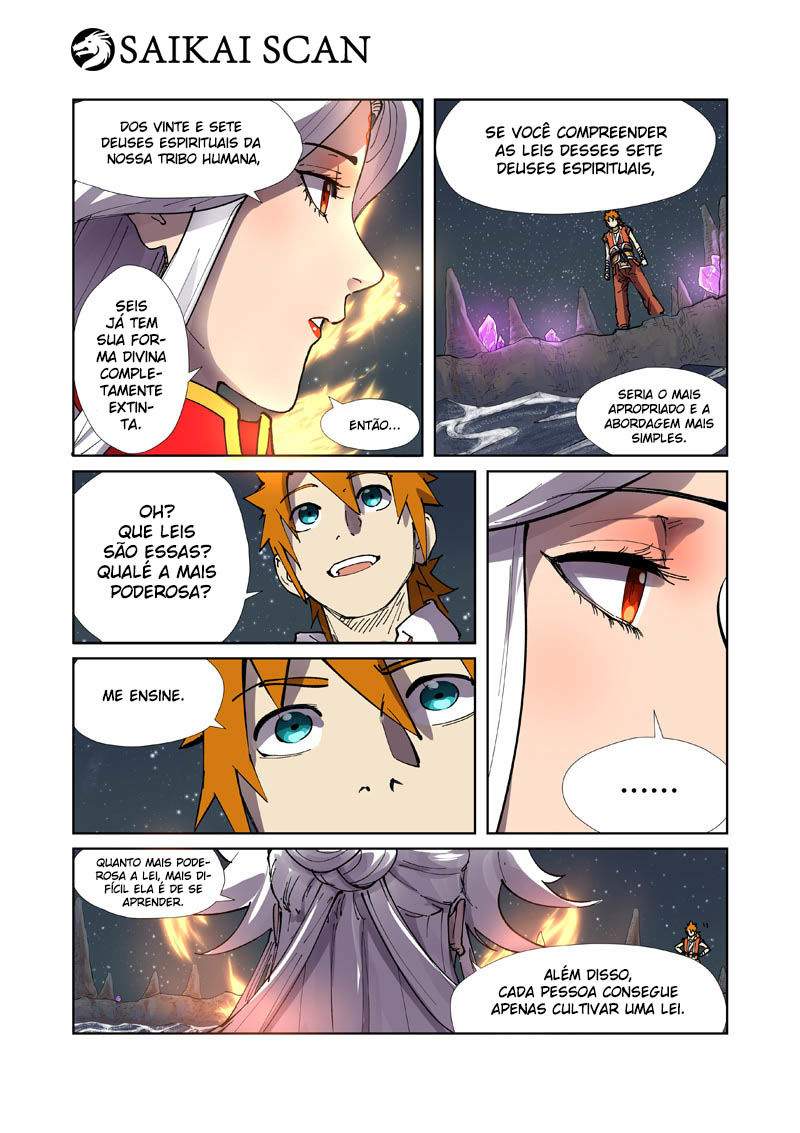 SAIKAI SCAN
DOS VINTE E SETE
DEUSES ESPIRITUAIS DA
NOSSA TRIBO HUMANA,
SEIS
JÁ TEM
SUA FOR-
MA DIVINA
COMPLE-
TAMENTE
EXTIN-
TA.
ENTÃO...
SE VOCÊ COMPREENDER
AS LEIS DESSES SETE
DEUSES ESPIRITUAIS,
SERIA O MAIS
APROPRIADO E A
ABORDAGEM MAIS
SIMPLES.
OH?
QUE LEIS
SÃO ESSAS?
QUALÉ A MAIS
PODEROSA?
ME ENSINE.
......
QUANTO MAIS PODE-
ROSA A LEI, MAIS DI-
FÍCIL ELA É DE SE
APRENDER.
ALÉM DISSO,
CADA PESSOA CONSEGUE
APENAS CULTIVAR UMA LEI.